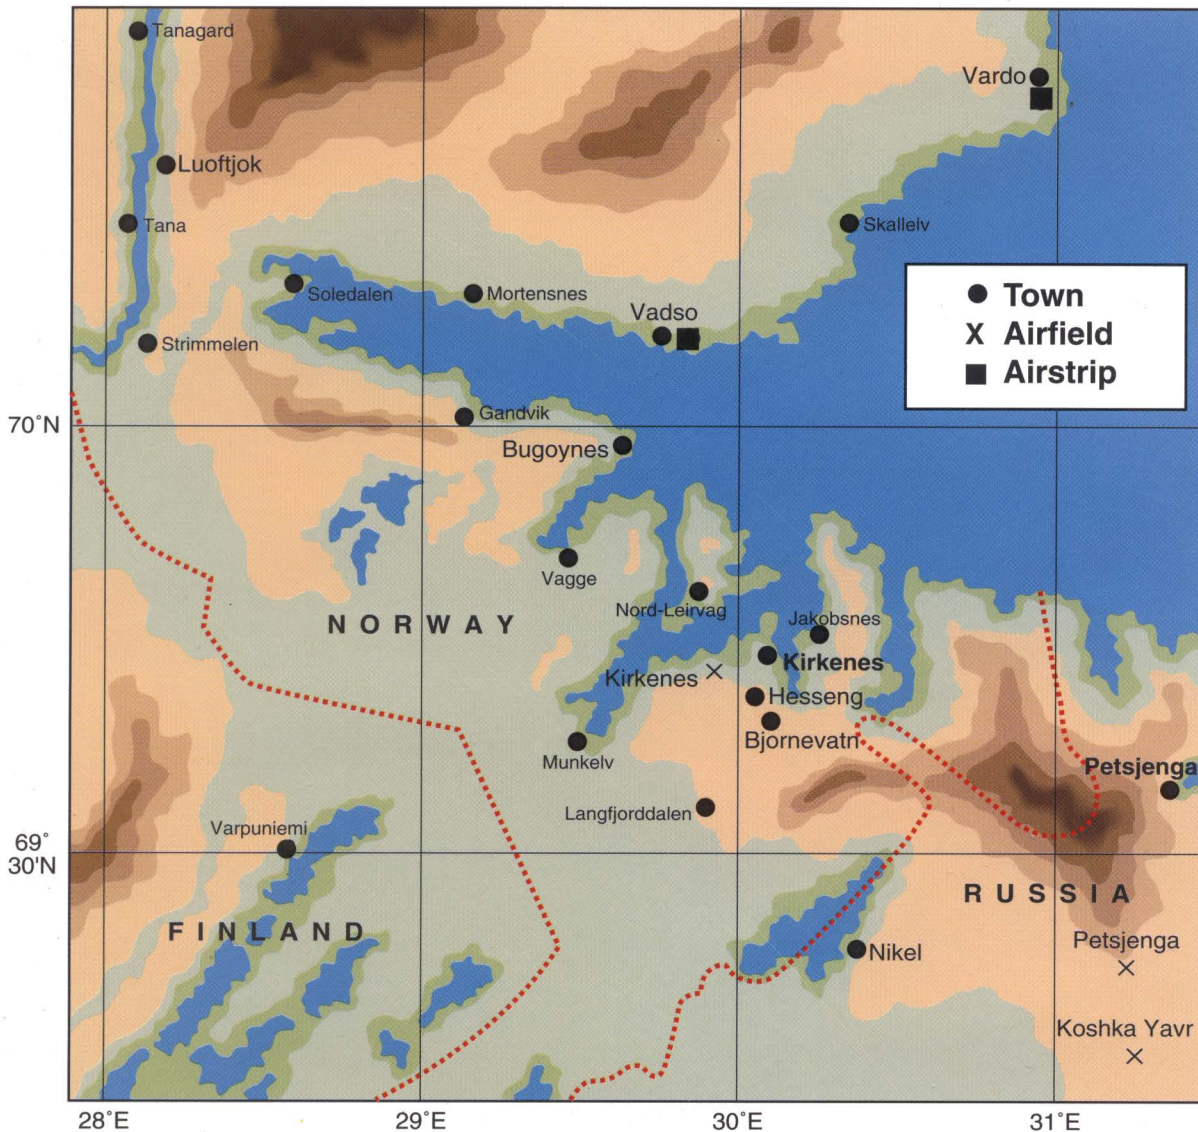 Tanagard
Vardo
Luoftjok
Tana
Skallelv
Soledalen
Mortensnes
Vadso
Strimmelen
Town
X Airfield
Airstrip
Gandvik
70°N
Bugoynes
Vagge
Nord-Leirvag
NORWAY
Jakobsnes
Kirkenes
Kirkenes
Hesseng
Bjornevatn
Munkelv
Petsjenga
Langfjorddalen
Varpuniemi
69°
30'N
RUSSIA
FINLAND
Petsjenga
Nikel
Koshka Yavr
28°E
29°E
30°E
31°E